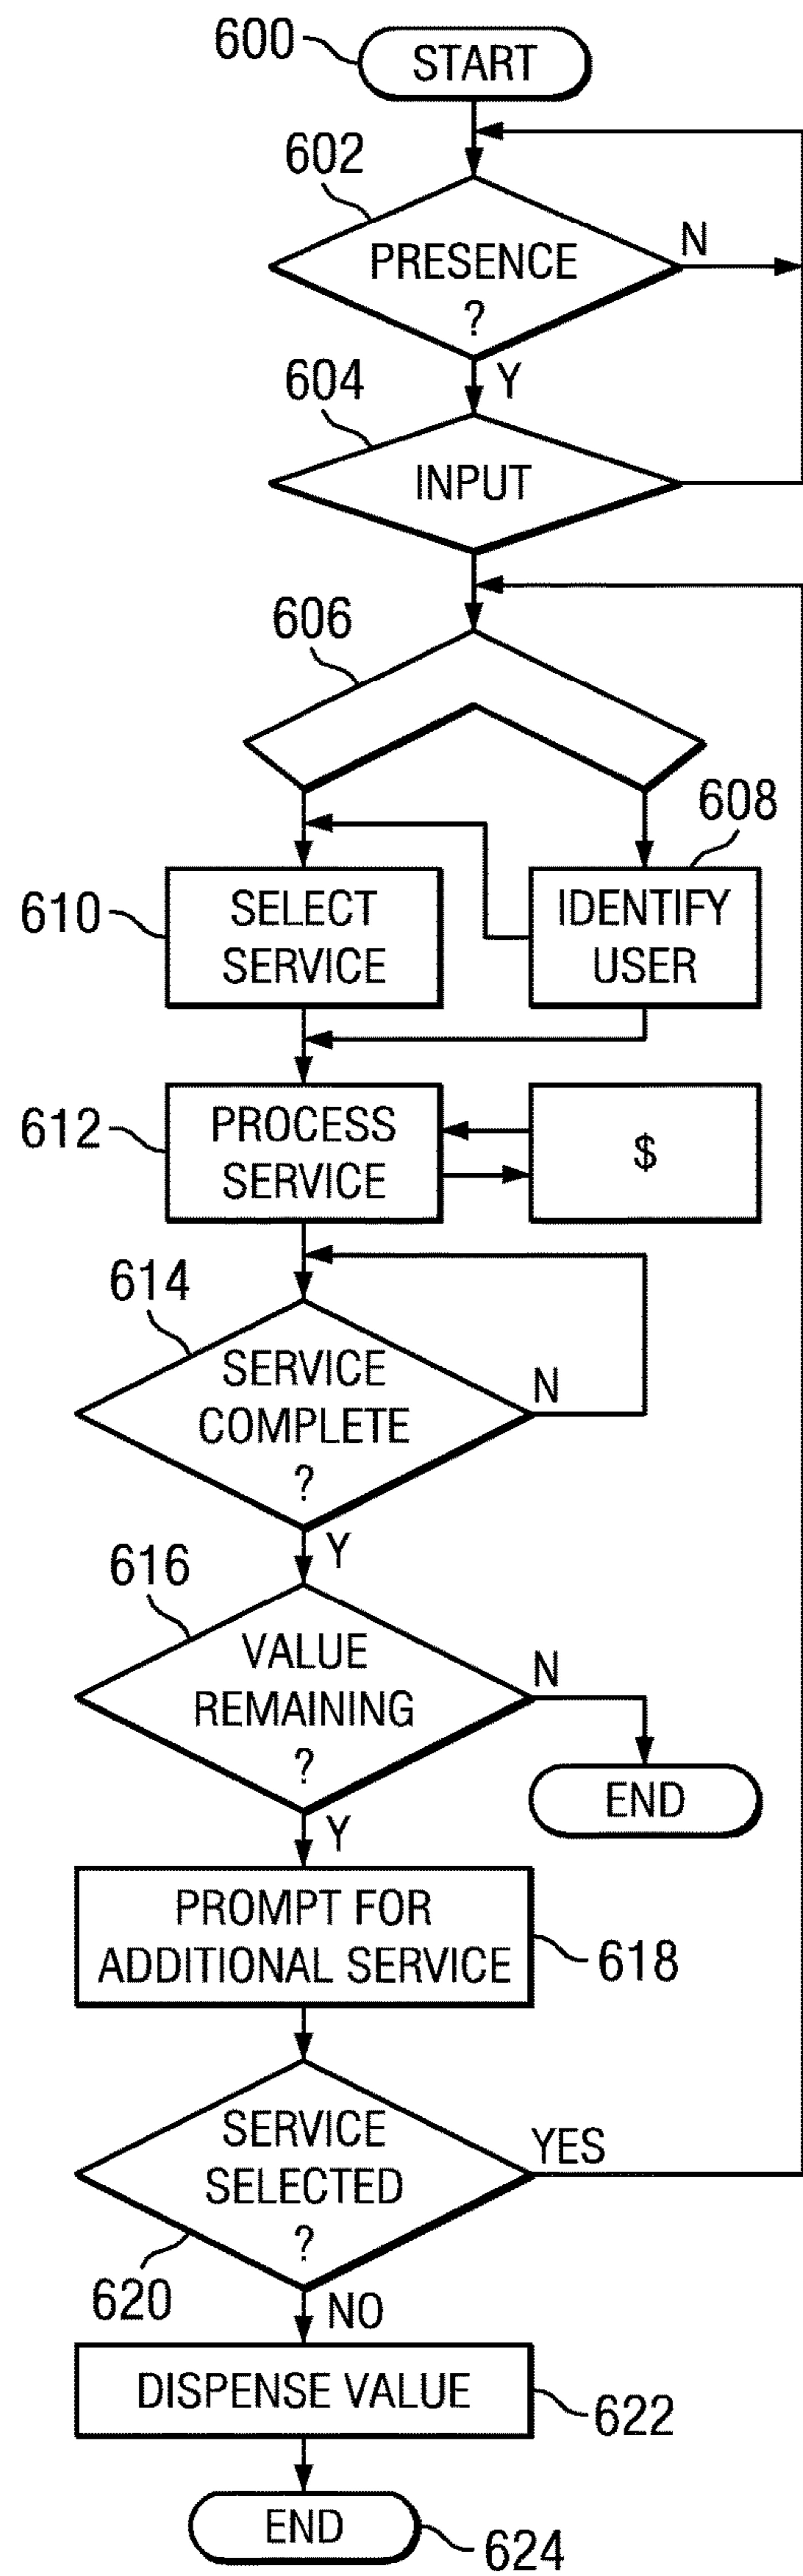 600
START
602
PRESENCE
?
N
Y
604
INPUT
606
608
610
SELECT
SERVICE
IDENTIFY
USER
612
PROCESS
SERVICE
$
614
SERVICE
COMPLETE
?
N
Y
616
VALUE
REMAINING
?
N
END
Y
PROMPT FOR
ADDITIONAL SERVICE
618
SERVICE
SELECTED
?
YES
620
NO
DISPENSE VALUE
622
END
624